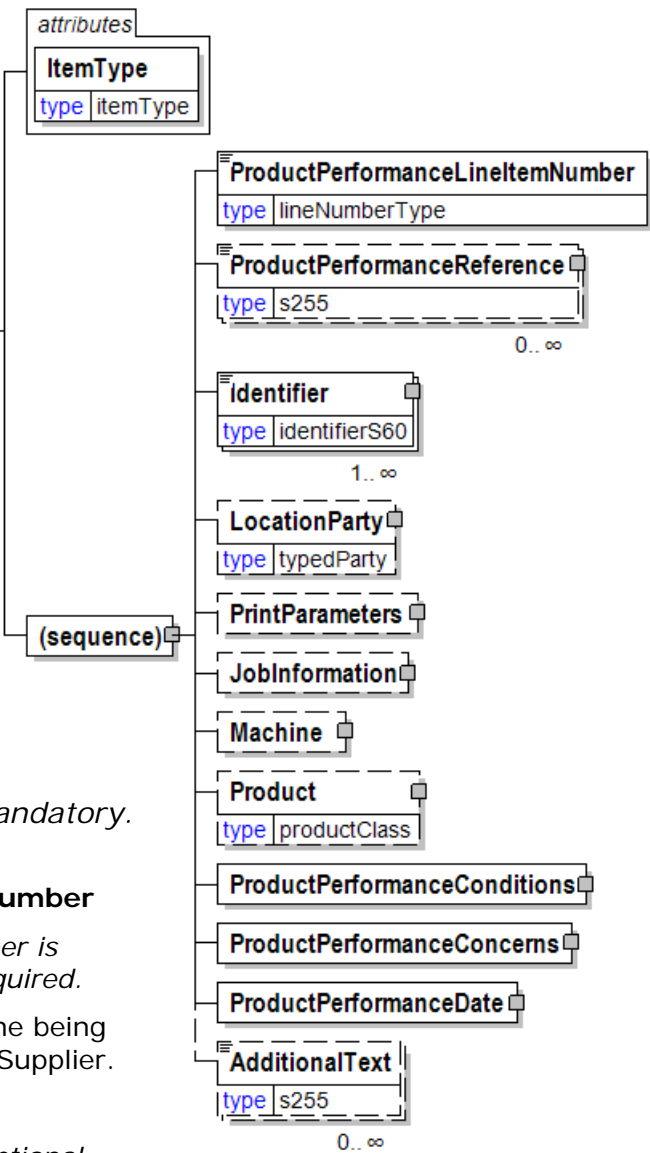 attributes
ItemType
type itemType
ProductPerformanceLineItemNumber
type lineNumberType
ProductPerformanceReference
type s255
0.. ∞
Identifier
type identifierS60
1.. ∞
LocationParty
type typedParty
PrintParameters
(sequence)
JobInformation
Machine
Product
type productClass
andatory.
ProductPerformanceConditions
umber
ProductPerformanceConcerns
er is
quired.
ProductPerformanceDate
ne being
Supplier.
AdditionalText
type s255
0.. ∞